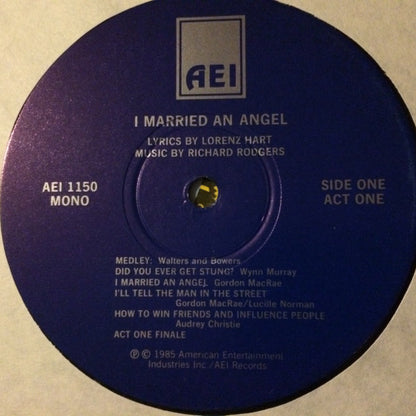 AEI
I MARRIED AN ANGEL
LYRICS BY LORENZ HART
MUSIC BY RICHARD RODGERS
AEI 1150
MONO
SIDE ONE
ACT ONE
MEDLEY: Walters and Bowers
DID YOU EVER GET STUNG? Wynn Murray
I MARRIED AN ANGEL Gordon MacRae
I'LL TELL THE MAN IN THE STREET
Gordon MacRae/Lucille Norman
HOW TO WIN FRIENDS AND INFLUENCE PEOPLE
Audrey Christie
ACT ONE FINALE
℗ © 1985 American Entertainment
Industries Inc./AEI Records